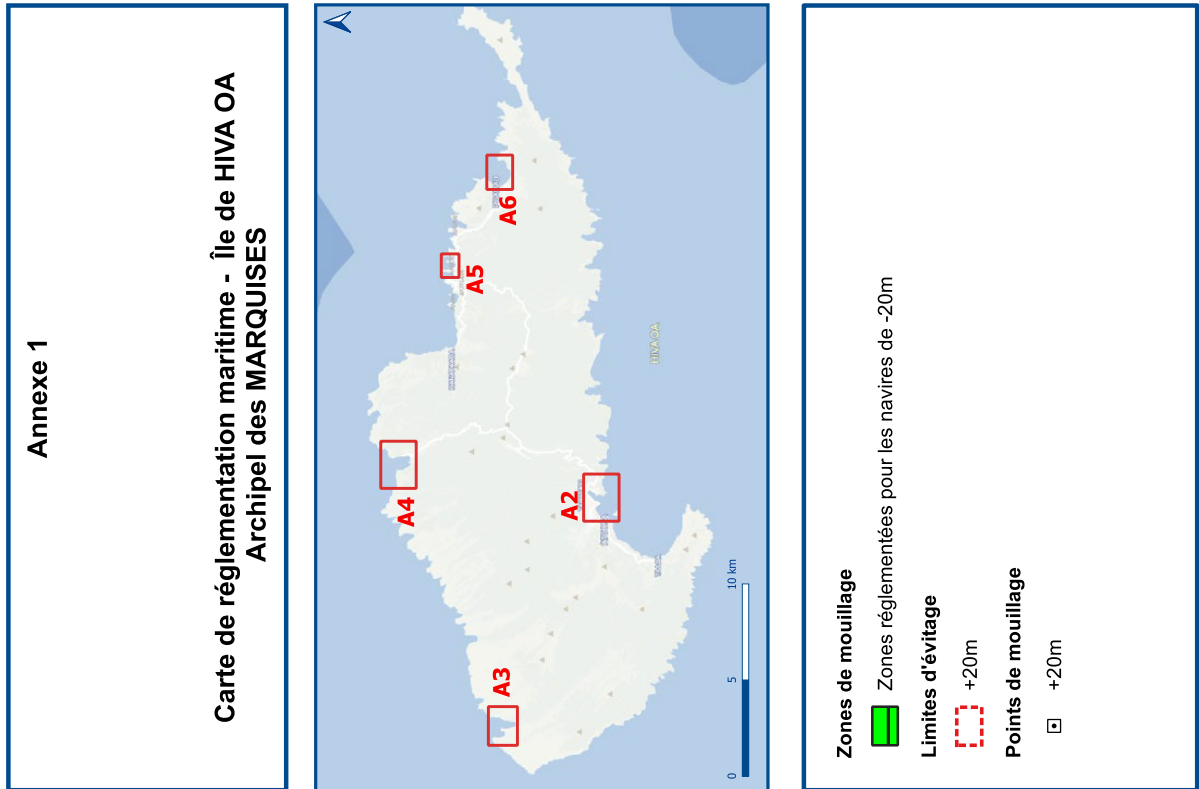 Annexe 1
Carte de réglementation maritime - Île de HIVA OA
Archipel des MARQUISES
A3
A4
A2
A5
A6
HIVA OA
0
5
10 km
Zones de mouillage
Zones réglementées pour les navires de -20m
Limites d'évitage
+20m
Points de mouillage
+20m